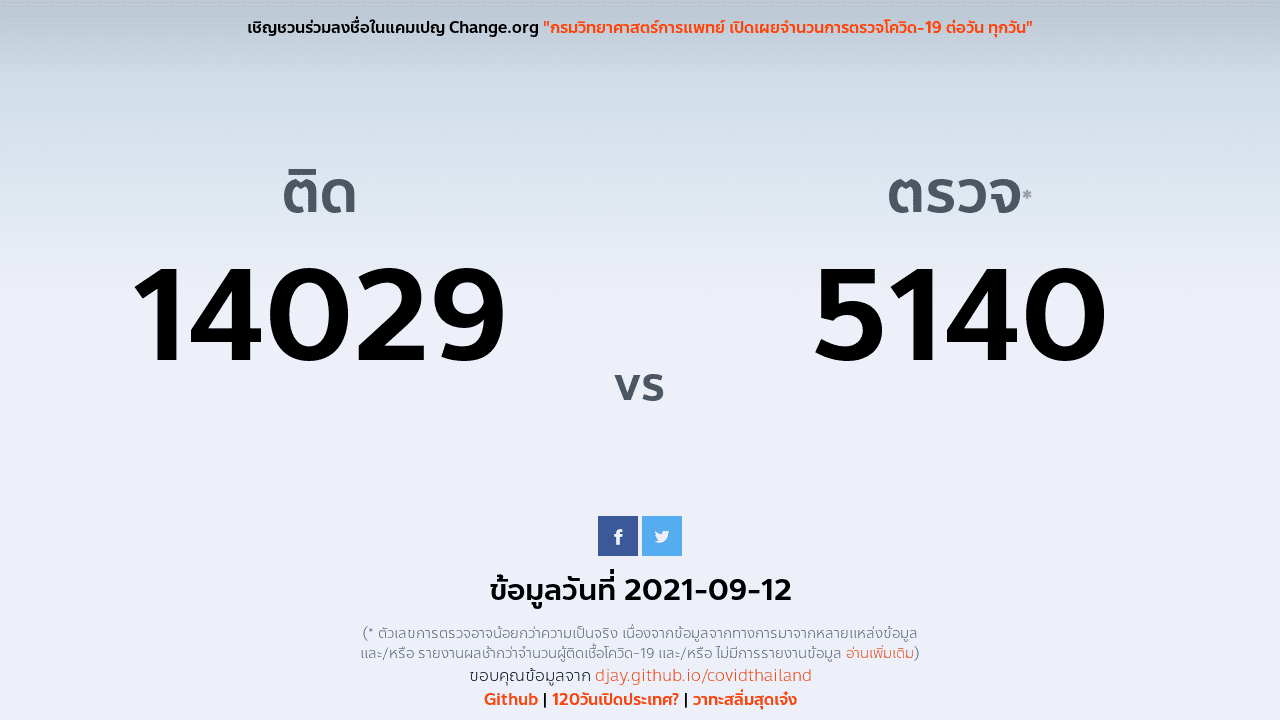 เชิญชวนร่วมลงชื่อในแคมเปญ Change.org "กรมวิทยาศาสตร์การแพทย์ เปิดเผยจำนวนการตรวจโควิด-19 ต่อวัน ทุกวัน"
ติด
ตรวจ*
14029
5140
vs
ข้อมูลวันที่ 2021-09-12
(* ตัวเลขการตรวจอาจน้อยกว่าความเป็นจริง เนื่องจากข้อมูลจากทางการมาจากหลายแหล่งข้อมูล
และ/หรือ รายงานผลช้ากว่าจำนวนผู้ติดเชื้อโควิด-19 และ/หรือ ไม่มีการรายงานข้อมูล อ่านเพิ่มเติม)
ขอบคุณข้อมูลจาก djay.github.io/covidthailand
Github | 120วันเปิดประเทศ? | วาทะสลิ่มสุดเจ๋ง